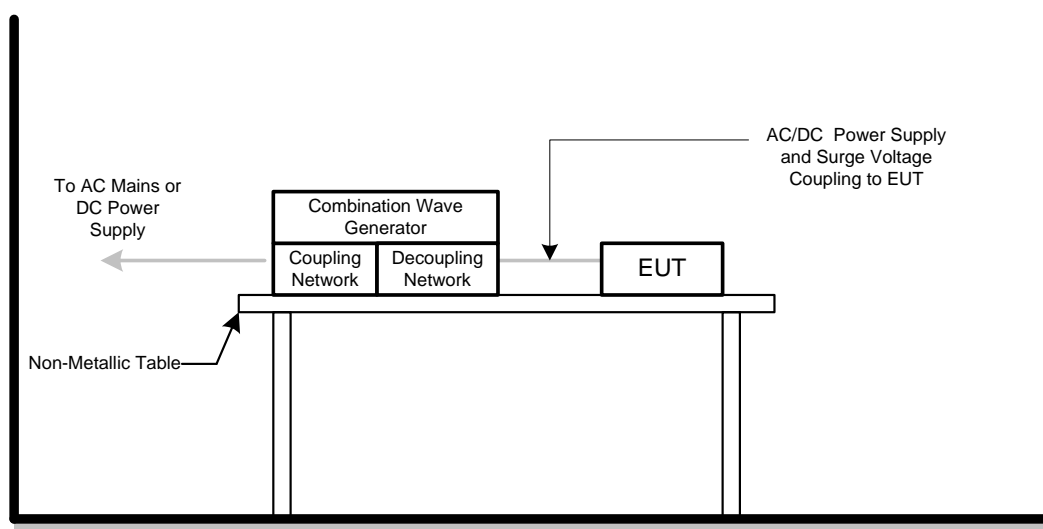 AC/DC  Power Supply
and Surge Voltage
Coupling to EUT
To AC Mains or
DC Power
Supply
Combination Wave
Generator
Coupling
Network
Decoupling
Network
EUT
Non-Metallic Table